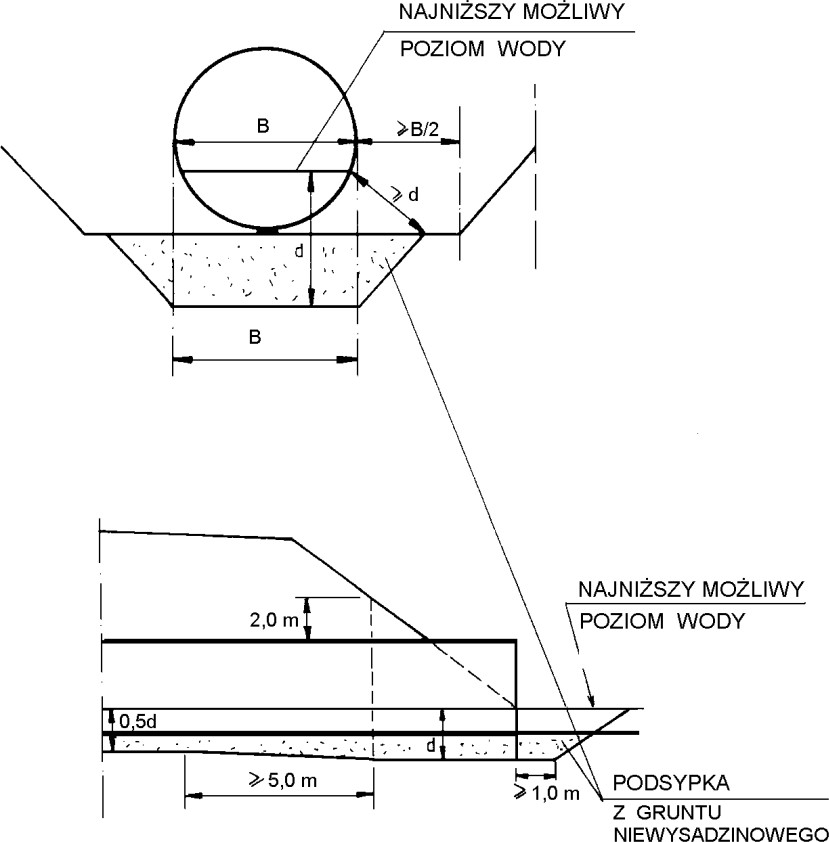 NAJNIŻSZY MOŻLIWY
POZIOM WODY
B
⩾B/2
⩾ d
d
B
NAJNIŻSZY MOŻLIWY
POZIOM WODY
2,0 m
0,5d
d
⩾5,0 m
⩾1,0 m
PODSYPKA
Z GRUNTU
NIEWYSADZINOWEGO